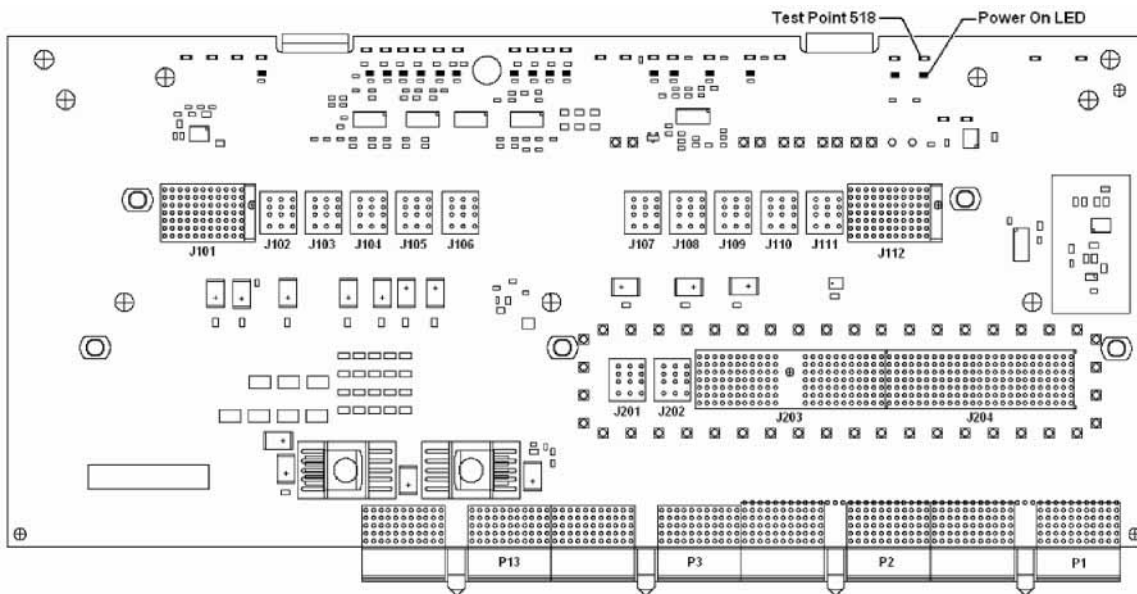 Test Point 518
Power On LED
J101
J102
J103
J104
J105
J106
J107
J108
J109
J110
J111
J112
J201
J202
J203
J204
P13
P3
P2
P1